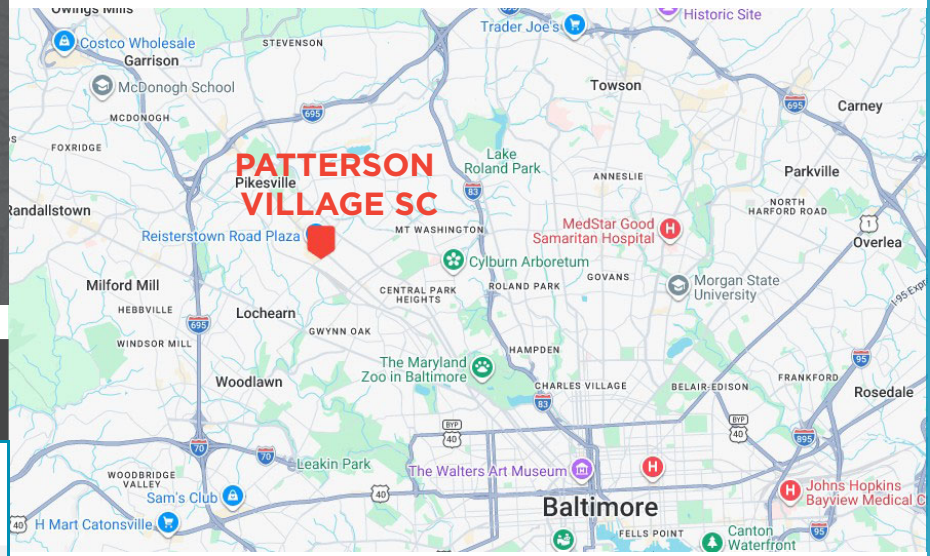 Owings Mills
Historic Site
Trader Joe's
Costco Wholesale
STEVENSON
Garrison
McDonogh School
Towson
695
695
Carney
MCDONOGH
FOXRIDGE
Lake
Roland Park
PATTERSON
VILLAGE SC
Pikesville
83
ANNESLIE
Parkville
NORTH
HARFORD ROAD
Randallstown
Reisterstown Road Plaza
MT WASHINGTON
MedStar Good
Samaritan Hospital
H
1
Overlea
Cylburn Arboretum
Milford Mill
CENTRAL PARK
HEIGHTS
ROLAND PARK
GOVANS
Morgan State
University
HEBBVILLE
Lochearn
695
GWYNN OAK
WINDSOR MILL
HAMPDEN
95
The Maryland
Zoo in Baltimore
Woodlawn
CHARLES VILLAGE
BELAIR-EDISON
FRANKFORD
Rosedale
83
BYP
40
BYP
40
895
70
70
Leakin Park
The Walters Art Museum
H
WOODBRIDGE
VALLEY
Sam's Club
40
H
Johns Hopkins
Bayview Medical C
Baltimore
40
H Mart Catonsville
FELLS POINT
Canton
Waterfront
95